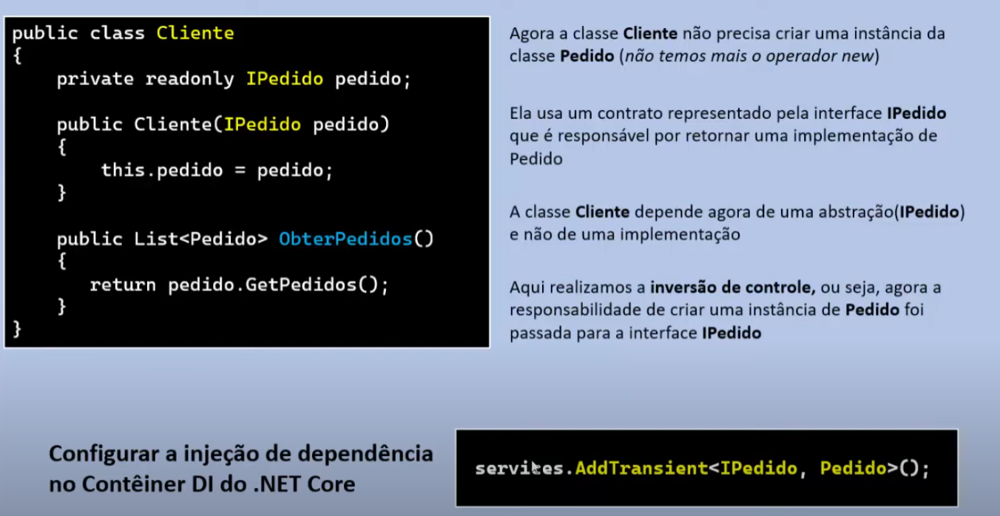 public class Cliente
{
private readonly IPedido pedido;
public Cliente(IPedido pedido)
{
this.pedido = pedido;
}
public List<Pedido> ObterPedidos()
{
return pedido.GetPedidos();
}
}
Agora a classe Cliente não precisa criar uma instância da
classe Pedido (não temos mais o operador new)
Ela usa um contrato representado pela interface IPedido
que é responsável por retornar uma implementação de
Pedido
A classe Cliente depende agora de uma abstração(IPedido)
e não de uma implementação
Aqui realizamos a inversão de controle, ou seja, agora a
responsabilidade de criar uma instância de Pedido foi
passada para a interface IPedido
Configurar a injeção de dependência
no Contêiner DI do .NET Core
services.AddTransient<IPedido, Pedido>();